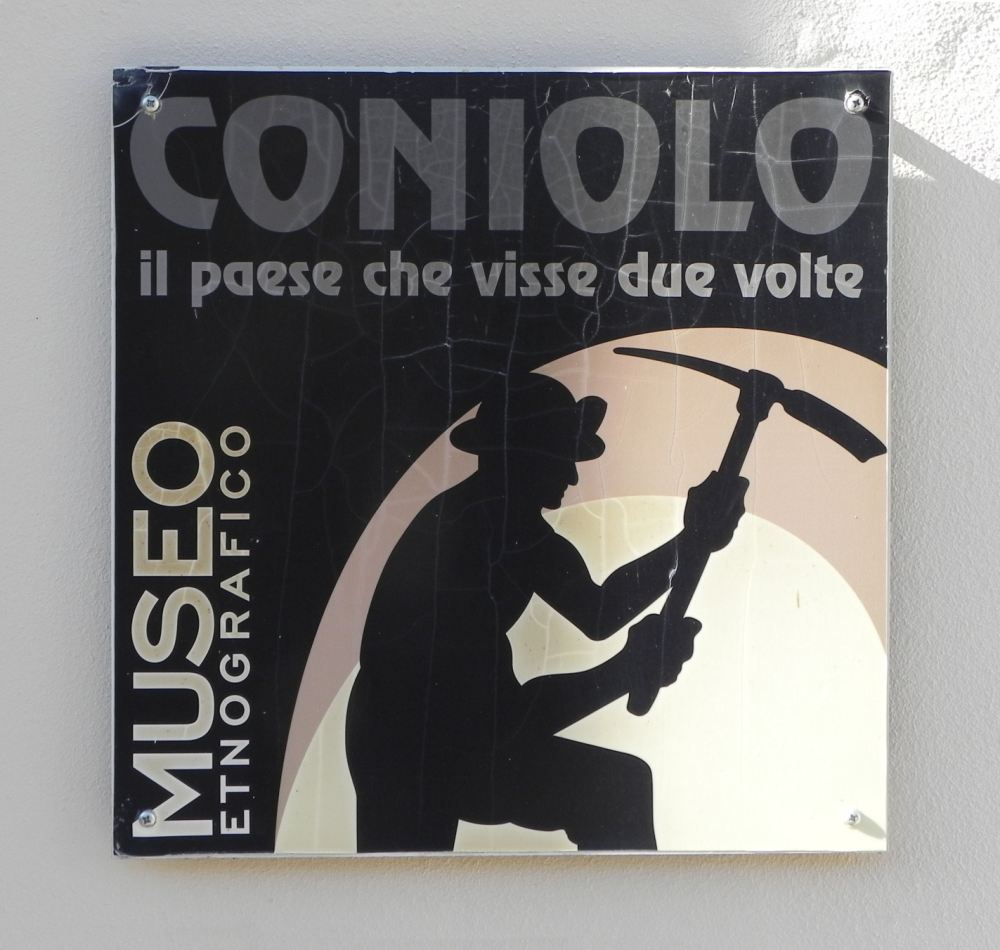 CONIOLO
il paese che visse due volte
MUSEO
ETNOGRAFICO